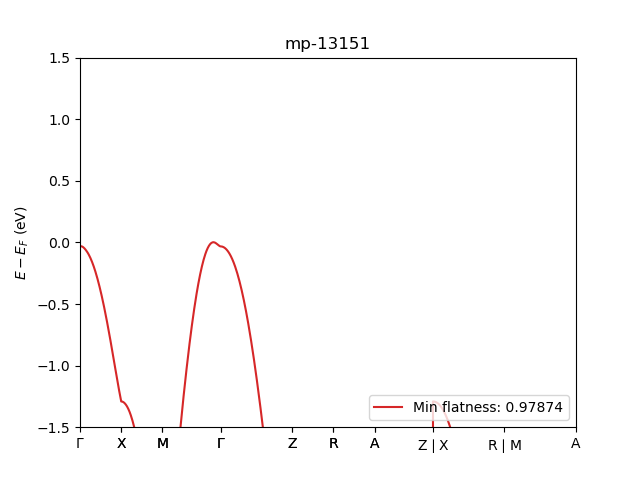 mp-13151
1.5
1.0
0.5
0.0
−0.5
−1.0
−1.5
E − E_F (eV)
Min flatness: 0.97874
Γ X M Γ Z R A Z | X R | M A